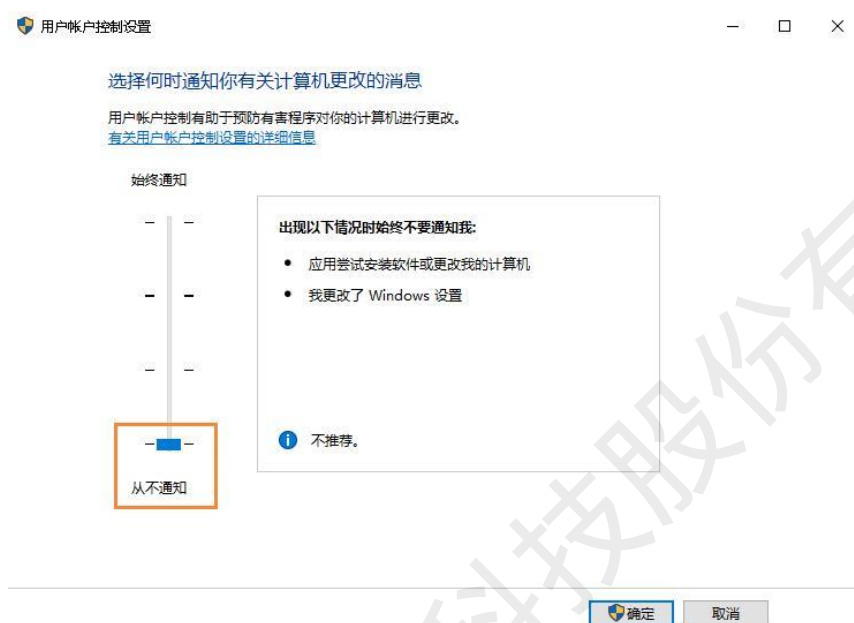 用户帐户控制设置
选择何时通知你有关计算机更改的消息
用户帐户控制有助于预防有害程序对你的计算机进行更改。
有关用户帐户控制设置的详细信息
始终通知
出现以下情况时始终不要通知我:
应用尝试安装软件或更改我的计算机
我更改了 Windows 设置
不推荐。
从不通知
确定
取消
科技股份有